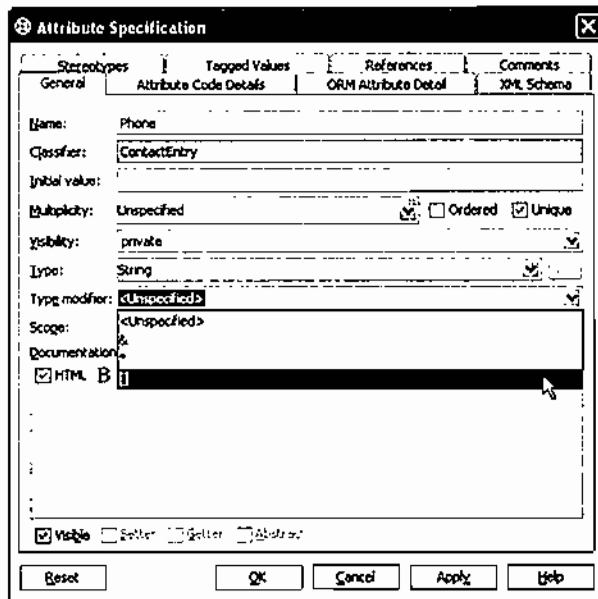 Attribute Specification
Stereotypes Tagged Values References Comments
General Attribute Code Details ORM Attribute Detail XML Schema
Name: Phone
Classifier: ContactEntry
Initial value:
Multiplicity: Unspecified Ordered Unique
Visibility: private
Type: String
Type modifier: <Unspecified>
Scope: <Unspecified>
&
Documentation *
HTML B []
Visible Setter Getter Abstract
Reset OK Cancel Apply Help